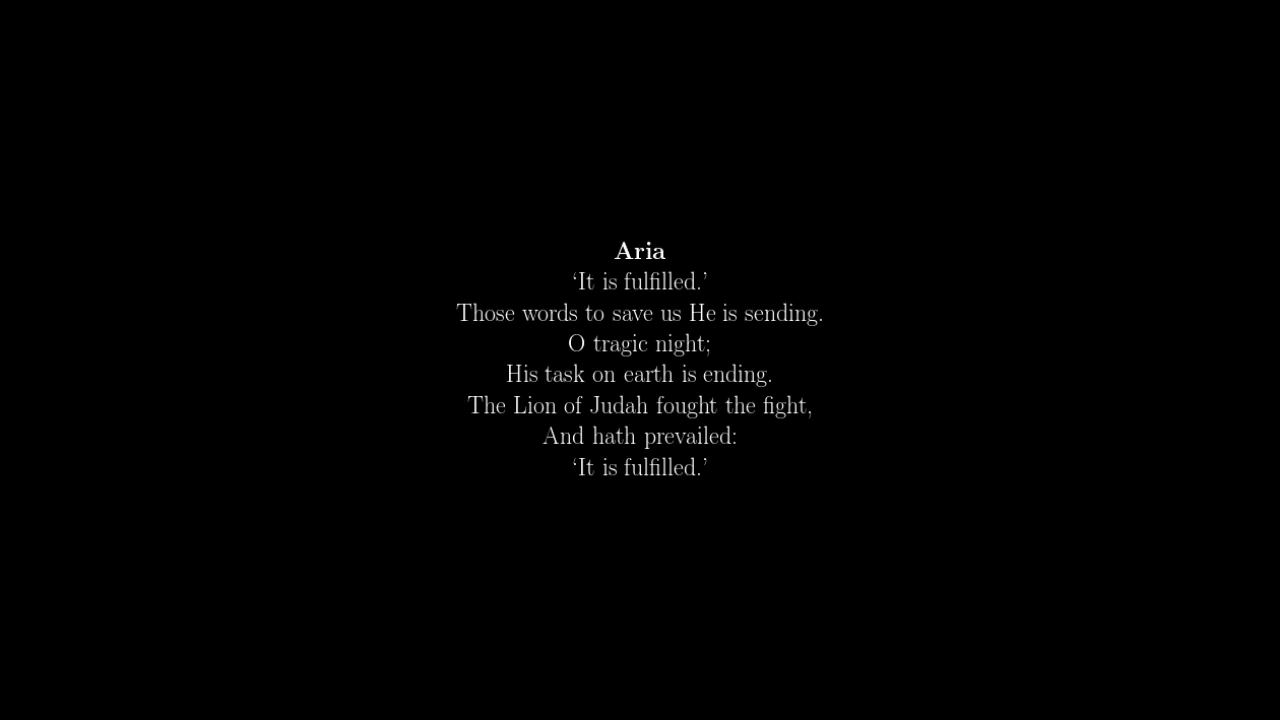 Aria
‘It is fulfilled.’
Those words to save us He is sending.
O tragic night;
His task on earth is ending.
The Lion of Judah fought the fight,
And hath prevailed:
‘It is fulfilled.’